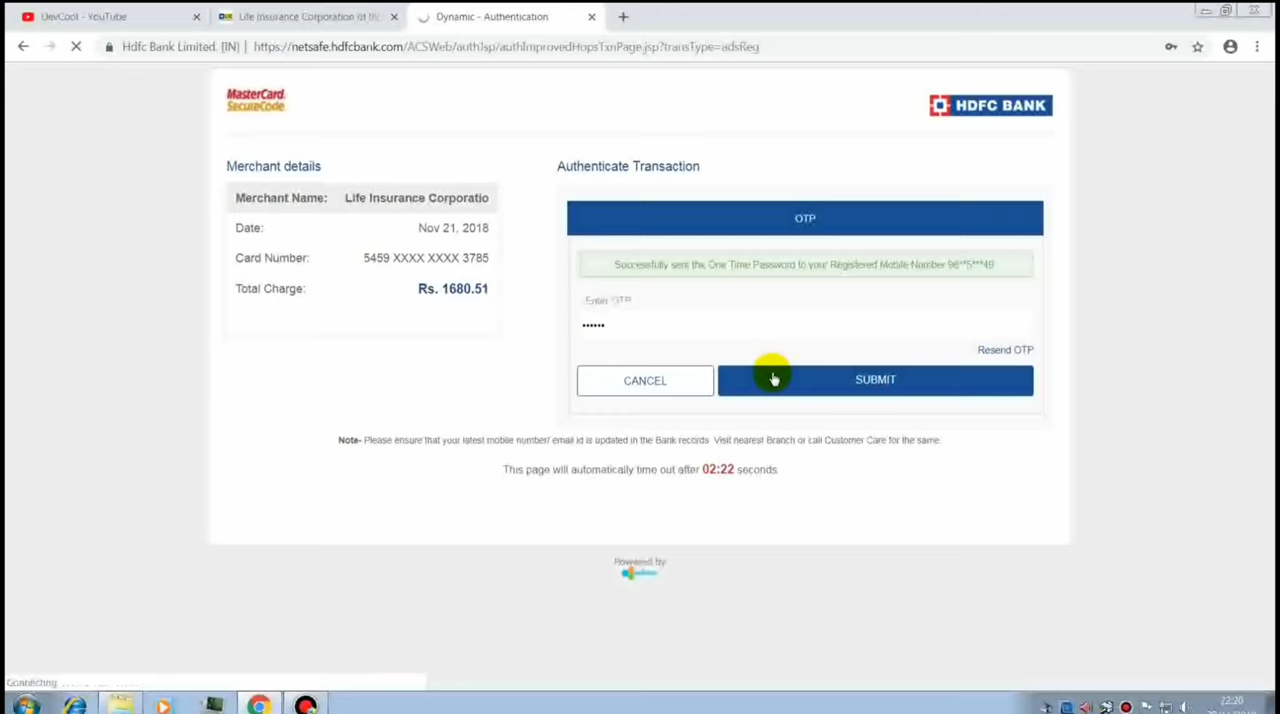 DevCool - YouTube
Life Insurance Corporation of In
Dynamic - Authentication
Hdfc Bank Limited. [IN] | https://netsafe.hdfcbank.com/ACSWeb/authJsp/authImprovedHopsTxnPage.jsp?transType=adsReg
MasterCard.
SecureCode
HDFC BANK
Merchant details
Authenticate Transaction
Merchant Name: Life Insurance Corporatio
OTP
Date: Nov 21, 2018
Card Number: 5459 XXXX XXXX 3785
Successfully sent the One Time Password to your Registered Mobile Number 96**5***49
Total Charge: Rs. 1680.51
Enter OTP
••••••
Resend OTP
CANCEL
SUBMIT
Note- Please ensure that your latest mobile number/ email id is updated in the Bank records. Visit nearest Branch or call Customer Care for the same.
This page will automatically time out after 02:22 seconds
Powered by
Connecting
22:20